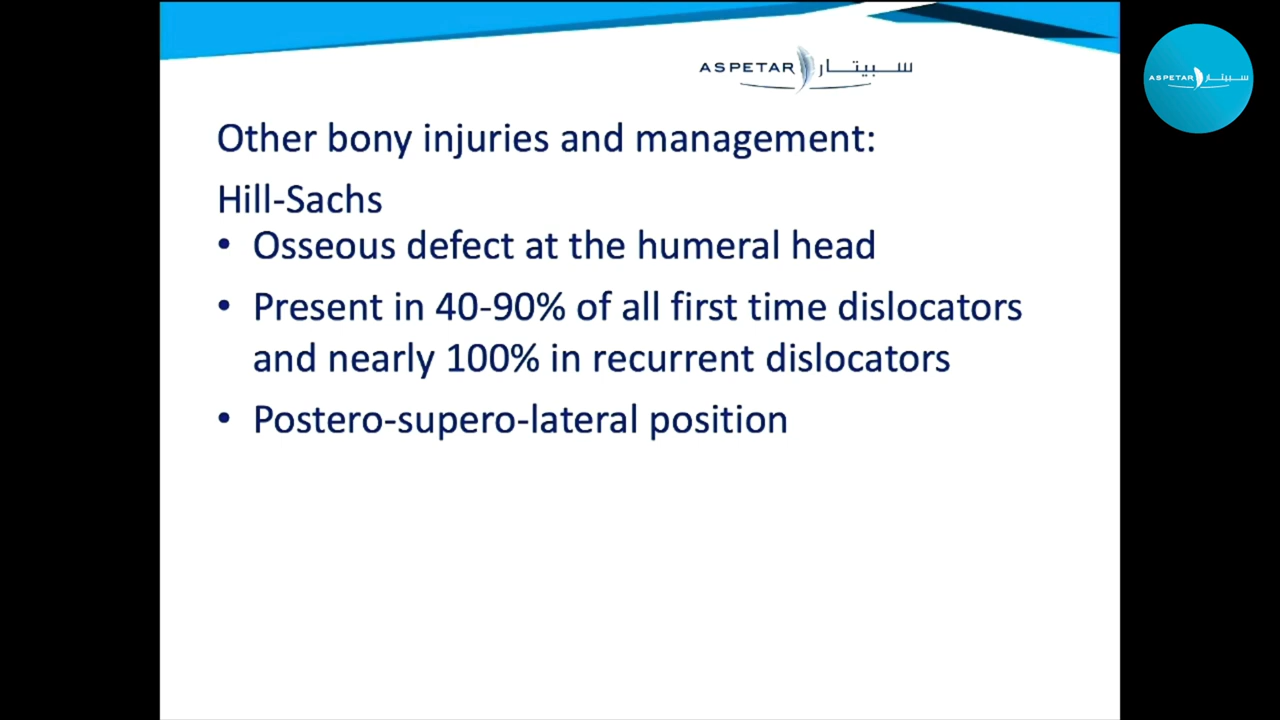 ASPETAR سبيتار
ASPETAR سبيتار
Other bony injuries and management:
Hill-Sachs
• Osseous defect at the humeral head
• Present in 40-90% of all first time dislocators
and nearly 100% in recurrent dislocators
• Postero-supero-lateral position